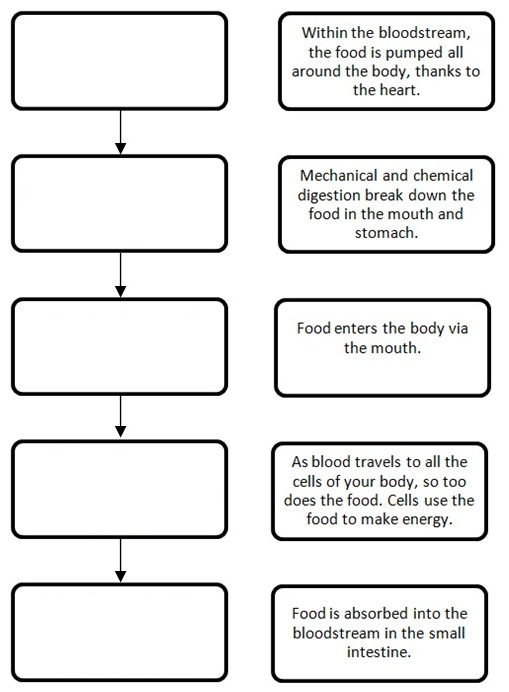 Within the bloodstream,
the food is pumped all
around the body, thanks to
the heart.
Mechanical and chemical
digestion break down the
food in the mouth and
stomach.
Food enters the body via
the mouth.
As blood travels to all the
cells of your body, so too
does the food. Cells use the
food to make energy.
Food is absorbed into the
bloodstream in the small
intestine.